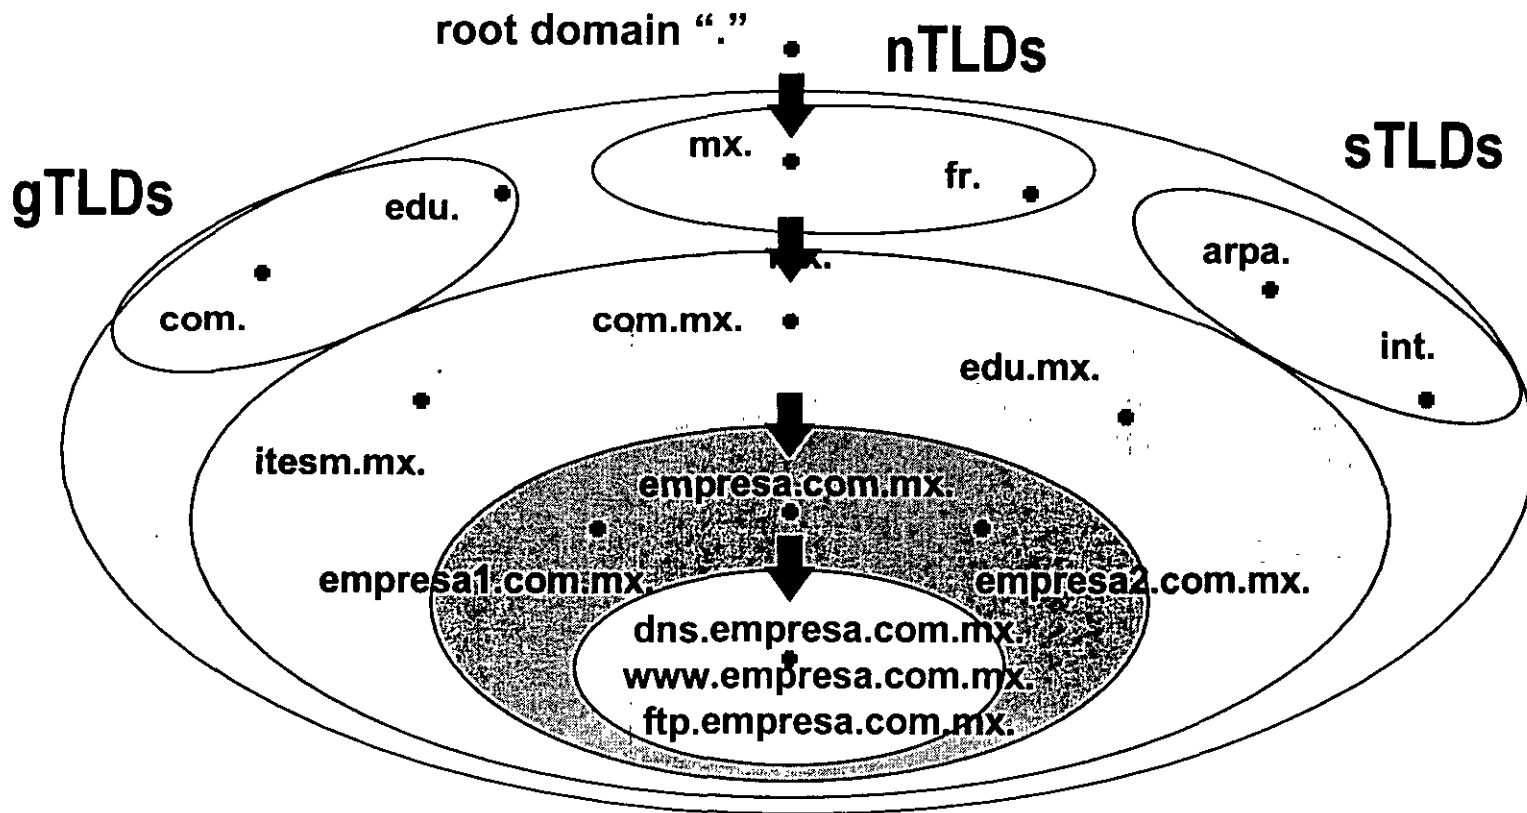 root domain “.”
nTLDs
sTLDs
gTLDs
mx.
fr.
edu.
arpa.
com.
com.mx.
int.
edu.mx.
itesm.mx.
empresa.com.mx.
empresa1.com.mx.
empresa2.com.mx.
dns.empresa.com.mx.
www.empresa.com.mx.
ftp.empresa.com.mx.